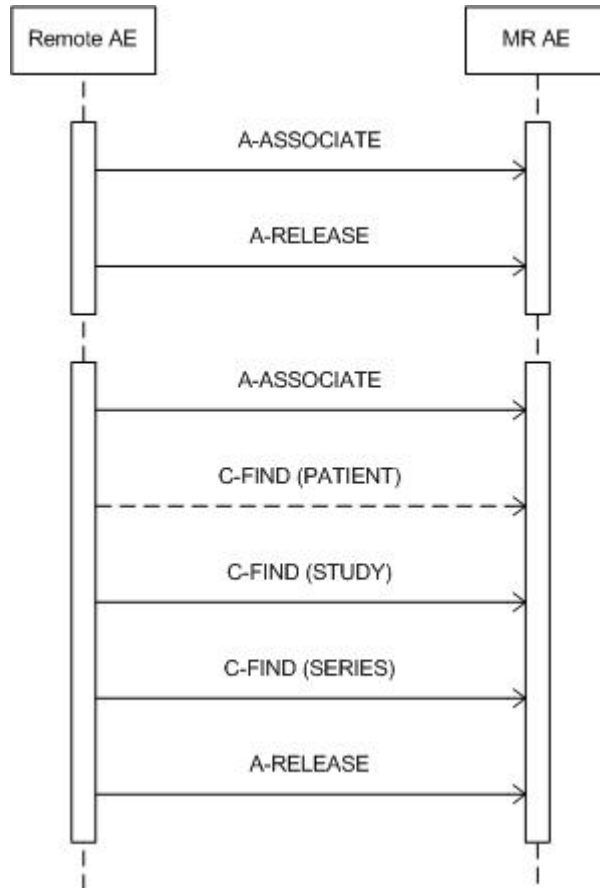 Remote AE
MR AE
A-ASSOCIATE
A-RELEASE
A-ASSOCIATE
C-FIND (PATIENT)
C-FIND (STUDY)
C-FIND (SERIES)
A-RELEASE